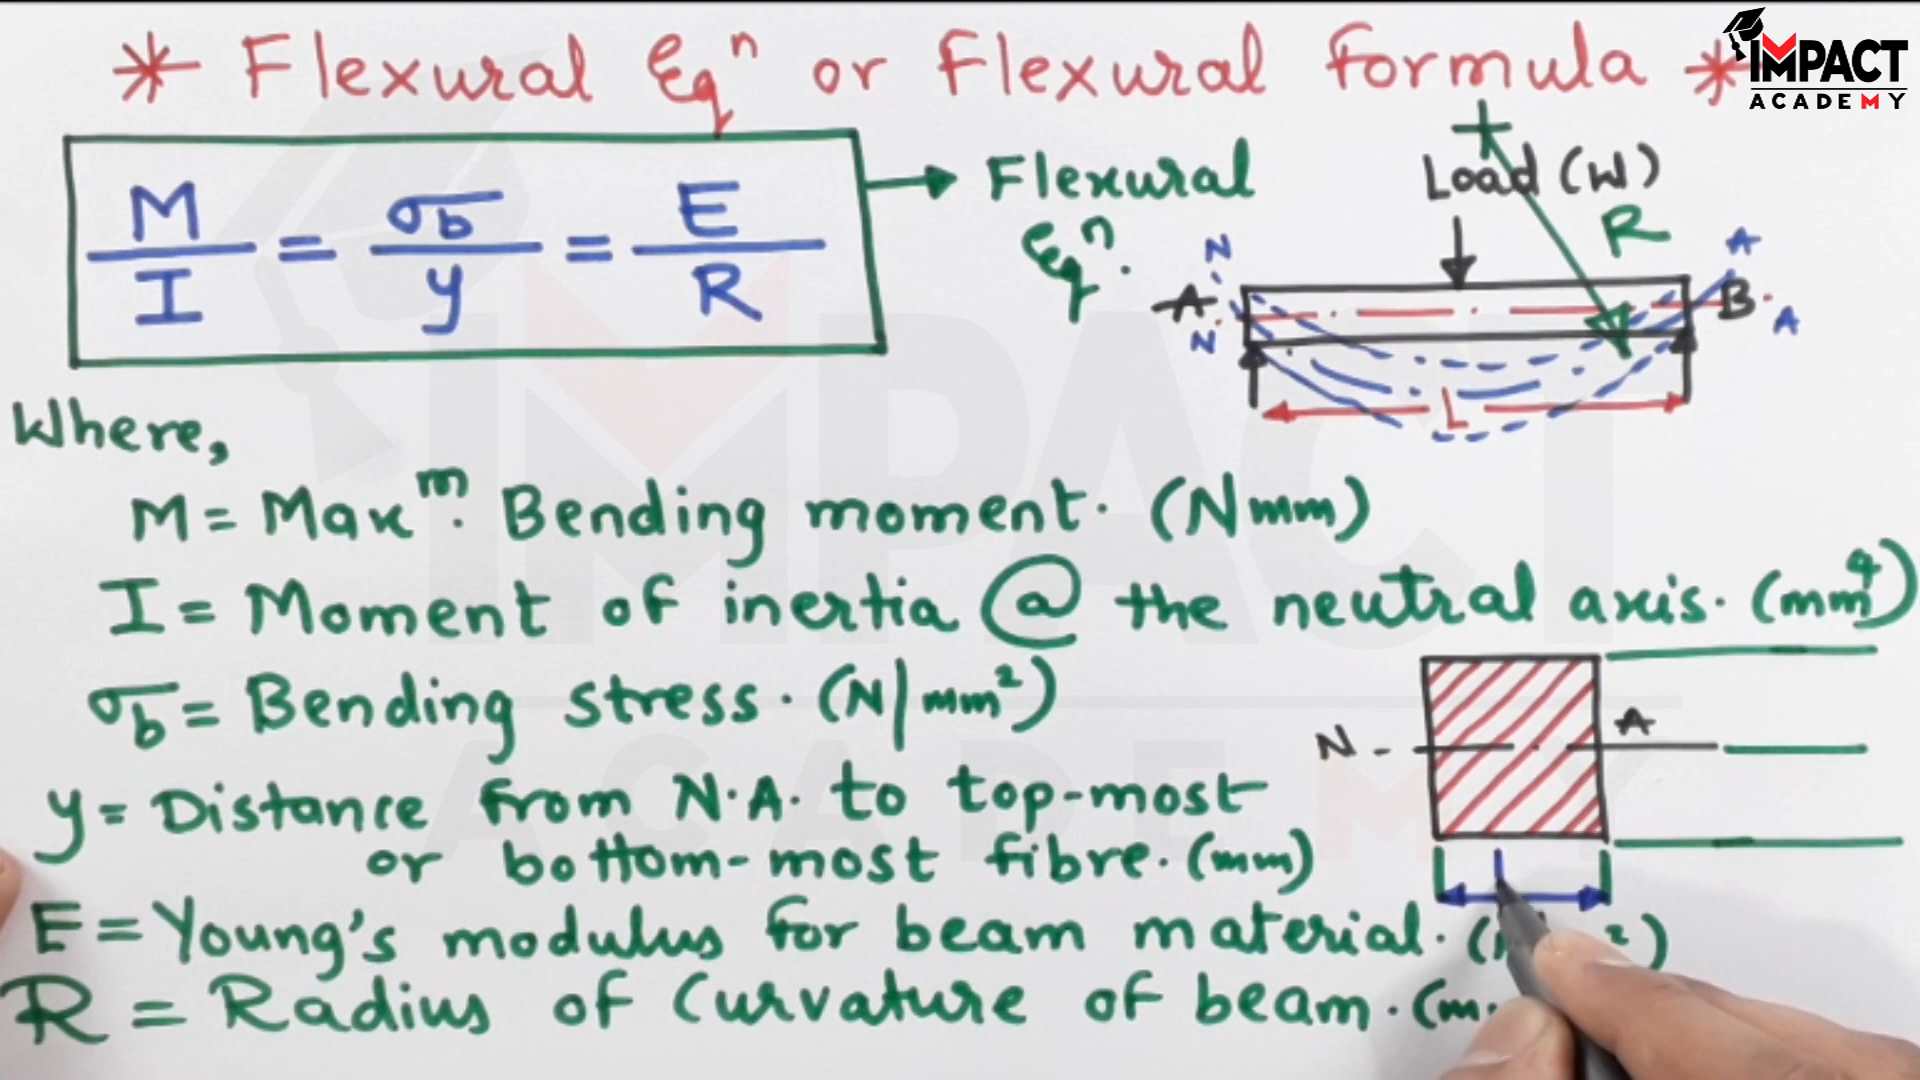 * Flexural Eqⁿ or Flexural Formula *
IMPACT
ACADEMY
M/I = σb/y = E/R
Flexural
Eqⁿ.
Load (W)
R
N
A
A
B
N
A
L
Where,
M = Maxᵐ. Bending moment. (Nmm)
I = Moment of inertia @ the neutral axis. (mm⁴)
σb = Bending stress. (N/mm²)
N
A
y = Distance from N.A. to top-most
or bottom-most fibre. (mm)
E = Young's modulus for beam material.
R = Radius of Curvature of beam.
IMPACT
ACADEMY